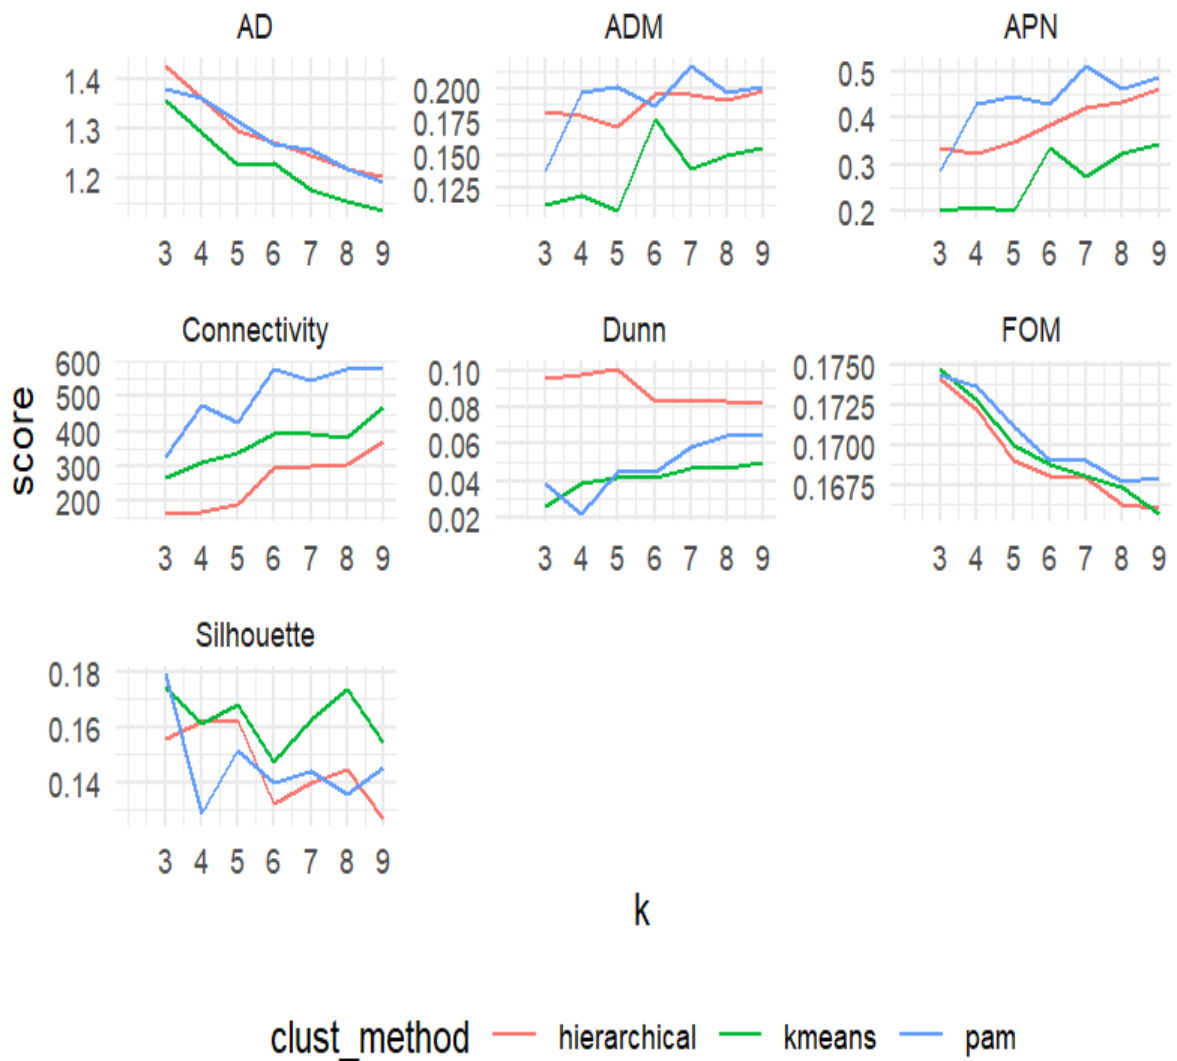 AD ADM APN
1.4
1.3
1.2
3 4 5 6 7 8 9
0.200
0.175
0.150
0.125
3 4 5 6 7 8 9
0.5
0.4
0.3
0.2
3 4 5 6 7 8 9
Connectivity Dunn FOM
600
500
400
300
200
3 4 5 6 7 8 9
0.10
0.08
0.06
0.04
0.02
3 4 5 6 7 8 9
0.1750
0.1725
0.1700
0.1675
3 4 5 6 7 8 9
score
Silhouette
0.18
0.16
0.14
3 4 5 6 7 8 9
k
clust_method hierarchical kmeans pam